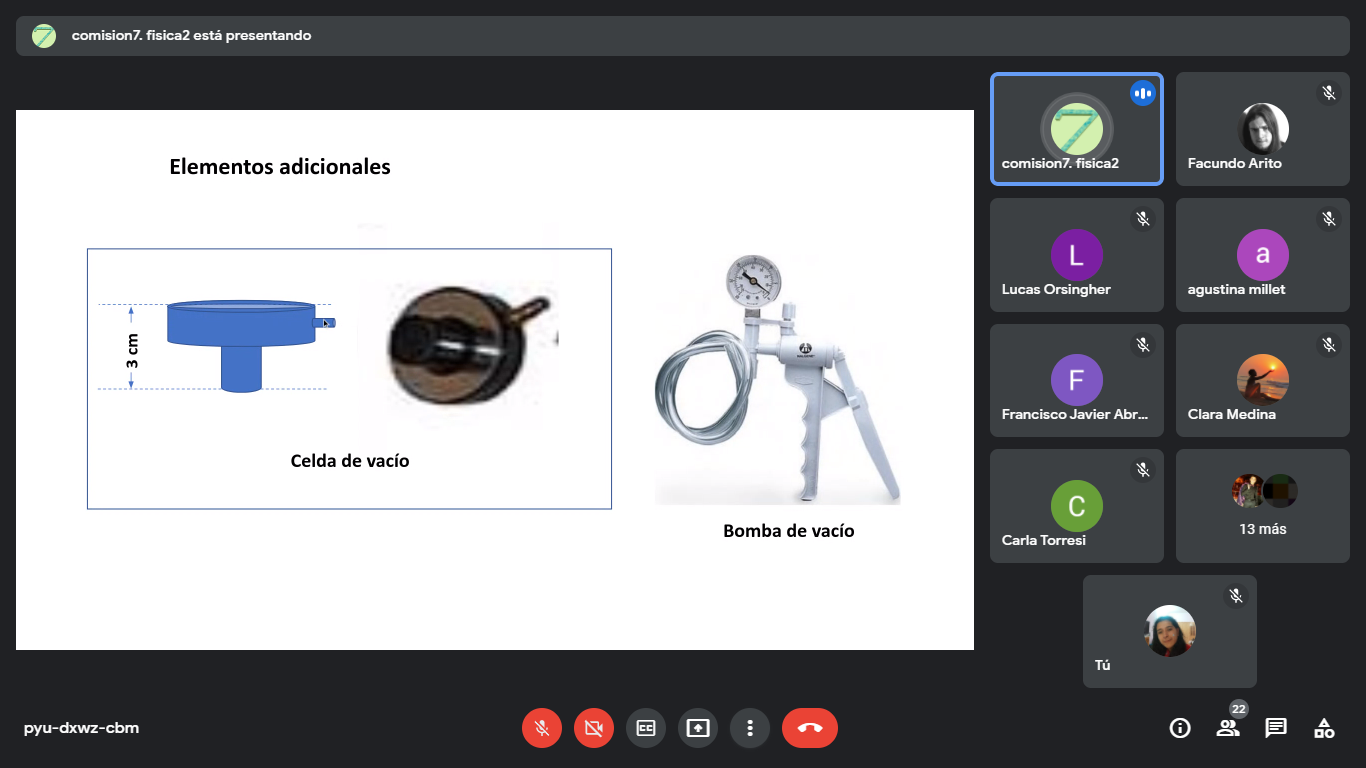 comision7. fisica2 está presentando
Elementos adicionales
3 cm
Celda de vacío
Bomba de vacío
comision7. fisica2
Facundo Arito
L
Lucas Orsingher
a
agustina millet
F
Francisco Javier Abr...
Clara Medina
C
Carla Torresi
13 más
Tú
pyu-dxwz-cbm
CC
22